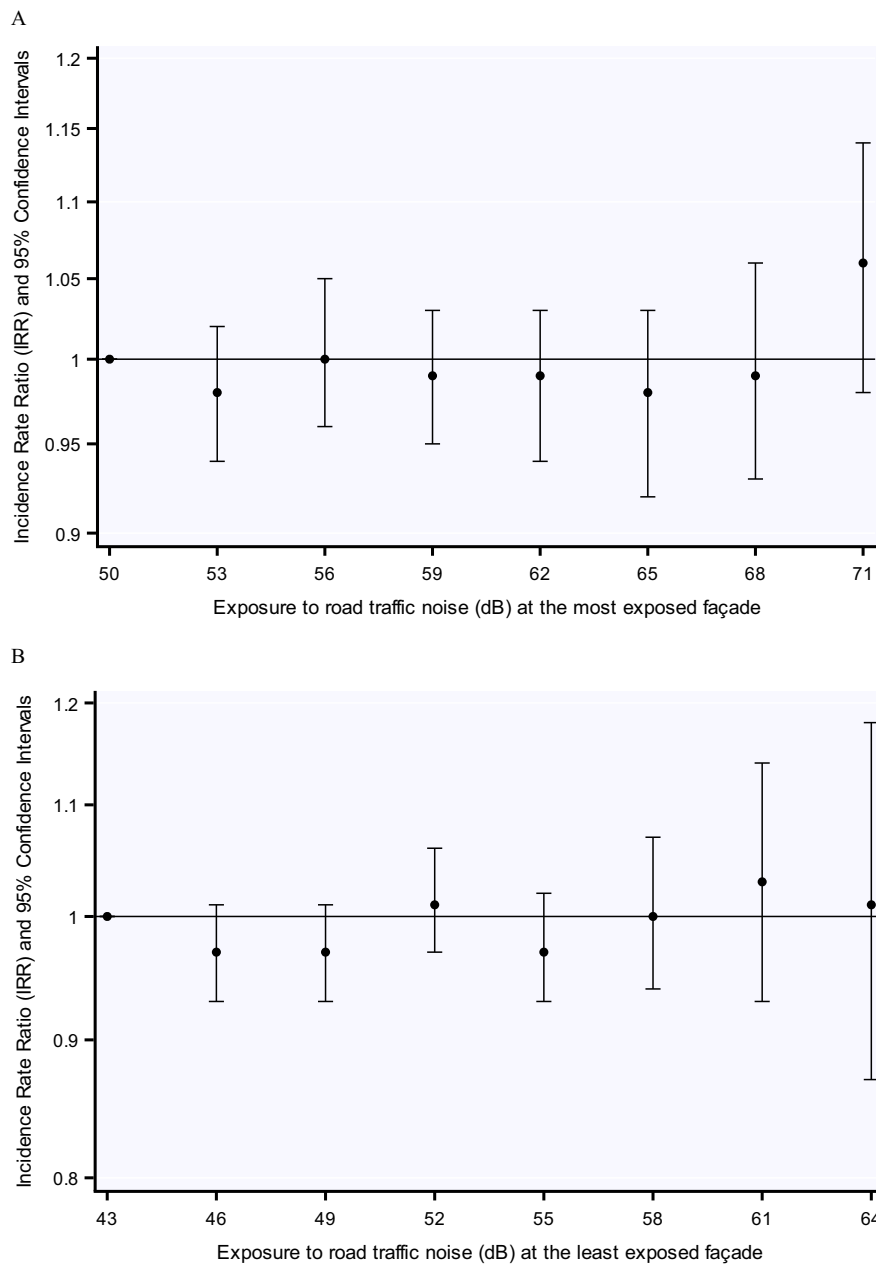 A
Incidence Rate Ratio (IRR) and 95% Confidence Intervals
1.2
1.15
1.1
1.05
1
0.95
0.9
50 53 56 59 62 65 68 71
Exposure to road traffic noise (dB) at the most exposed façade
B
Incidence Rate Ratio (IRR) and 95% Confidence Intervals
1.2
1.1
1
0.9
0.8
43 46 49 52 55 58 61 64
Exposure to road traffic noise (dB) at the least exposed façade